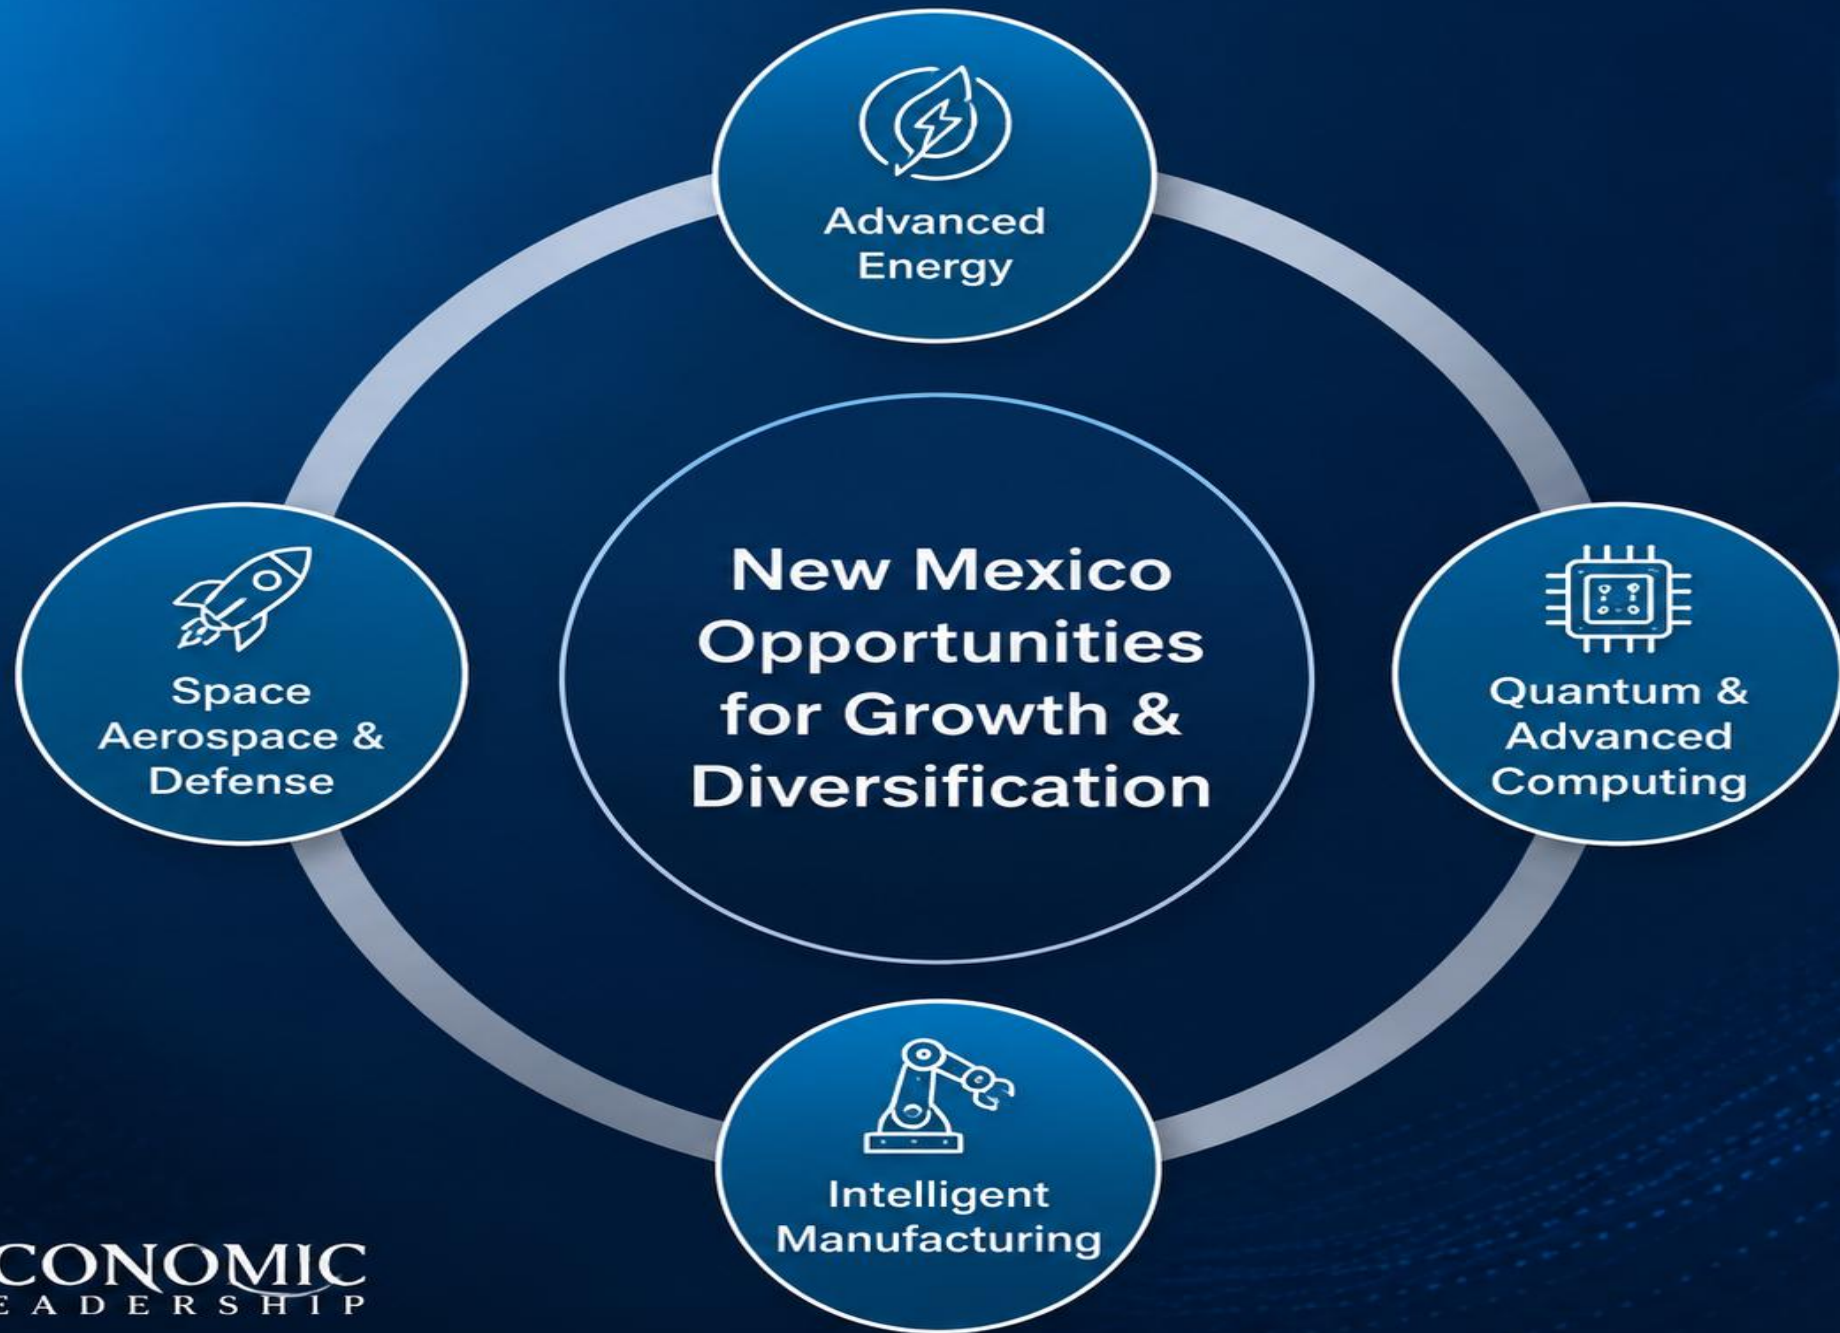 Advanced
Energy
New Mexico
Opportunities
for Growth &
Diversification
Space
Aerospace &
Defense
Quantum &
Advanced
Computing
Intelligent
Manufacturing
CONOMIC
EADERSHIP